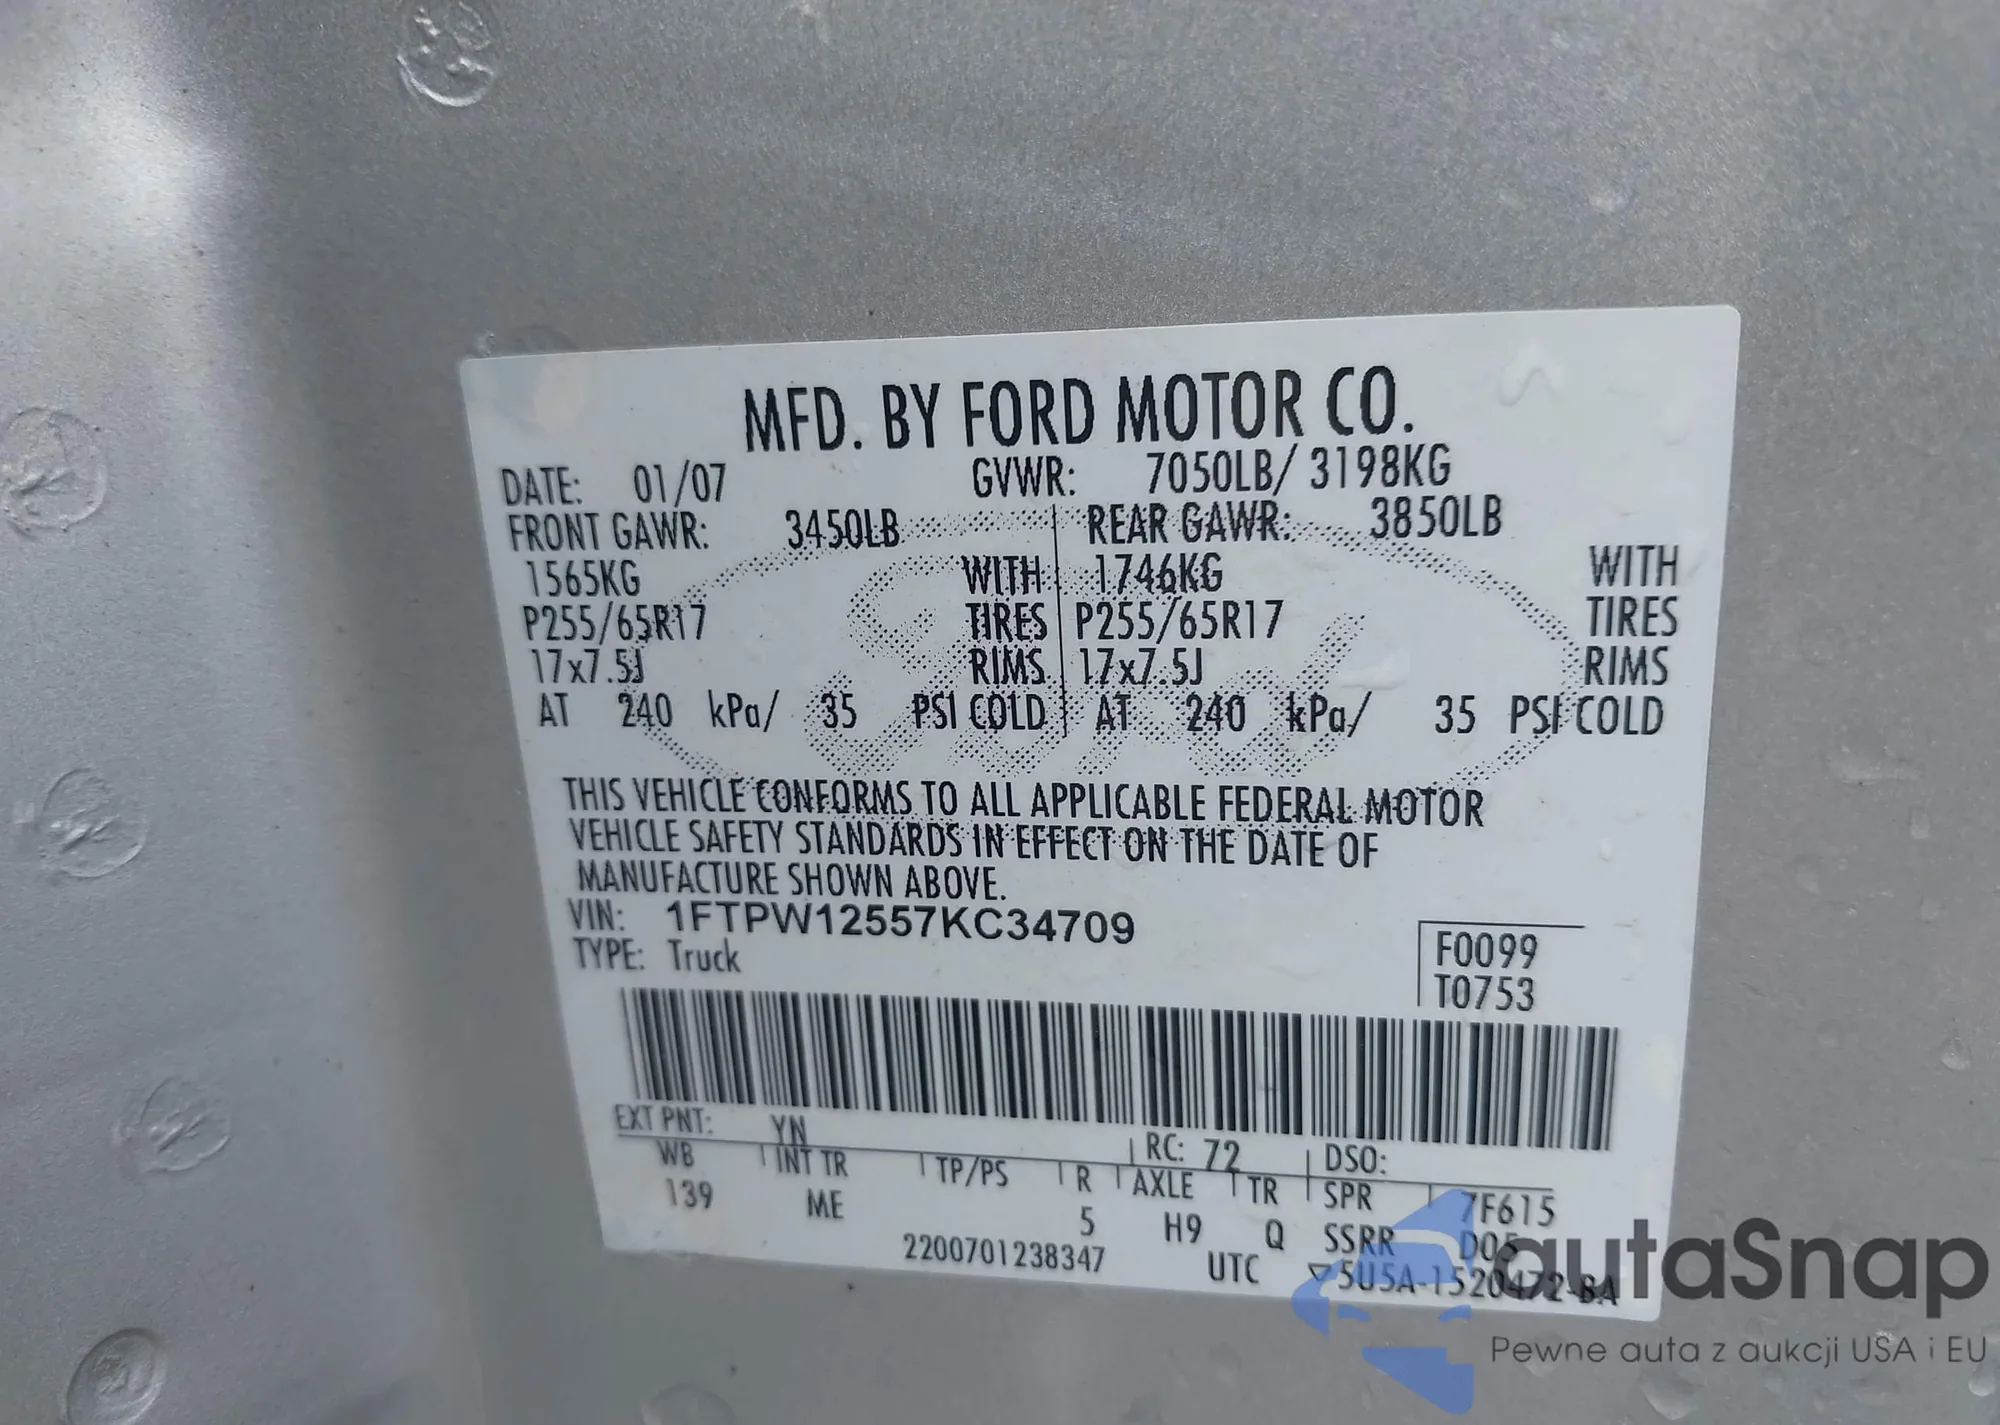 MFD. BY FORD MOTOR CO.
DATE: 01/07 GVWR: 7050LB/ 3198KG
FRONT GAWR: 3450LB REAR GAWR: 3850LB
1565KG WITH 1746KG WITH
P255/65R17 TIRES P255/65R17 TIRES
17x7.5J RIMS 17x7.5J RIMS
AT 240 kPa/ 35 PSI COLD AT 240 kPa/ 35 PSI COLD
THIS VEHICLE CONFORMS TO ALL APPLICABLE FEDERAL MOTOR
VEHICLE SAFETY STANDARDS IN EFFECT ON THE DATE OF
MANUFACTURE SHOWN ABOVE.
VIN: 1FTPW12557KC34709
TYPE: Truck
F0099
T0753
EXT PNT: YN RC: 72 DSO:
WB INT TR TP/PS R AXLE TR SPR 7F615
139 ME 5 H9 Q SSRR D05
2200701238347 UTC ▽5U5A-1520472-BA
autaSnap
Pewne auta z aukcji USA i EU